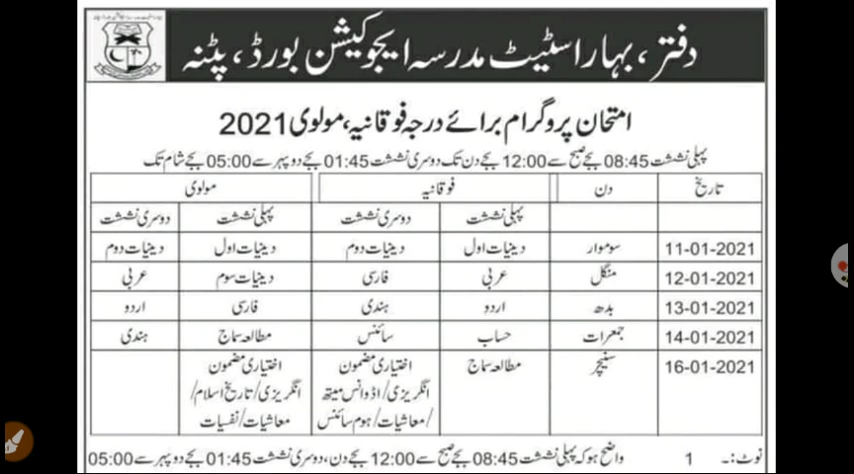 دفتر، بہار اسٹیٹ مدرسہ ایجوکیشن بورڈ، پٹنہ
امتحان پروگرام برائے درجہ فوقانیہ، مولوی 2021
پہلی نشست 08:45 بجے صبح سے 12:00 بجے دن تک دوسری نشست 01:45 بجے دوپہر سے 05:00 بجے شام تک
تاریخ دن فوقانیہ مولوی
پہلی نشست دوسری نشست پہلی نشست دوسری نشست
11-01-2021 سوموار دینیات اول دینیات دوم دینیات اول دینیات دوم
12-01-2021 منگل عربی فارسی دینیات سوم عربی
13-01-2021 بدھ اردو ہندی فارسی اردو
14-01-2021 جمعرات حساب سائنس مطالعہ سماج ہندی
16-01-2021 سنیچر مطالعہ سماج اختیاری مضمون اختیاری مضمون
انگریزی/اڈوانس میتھ انگریزی/تاریخ اسلام/
/معاشیات/ہوم سائنس معاشیات/نفسیات
نوٹ:۔ 1 واضح ہو کہ پہلی نشست 08:45 بجے صبح سے 12:00 بجے دن، دوسری نشست 01:45 بجے دوپہر سے 05:00